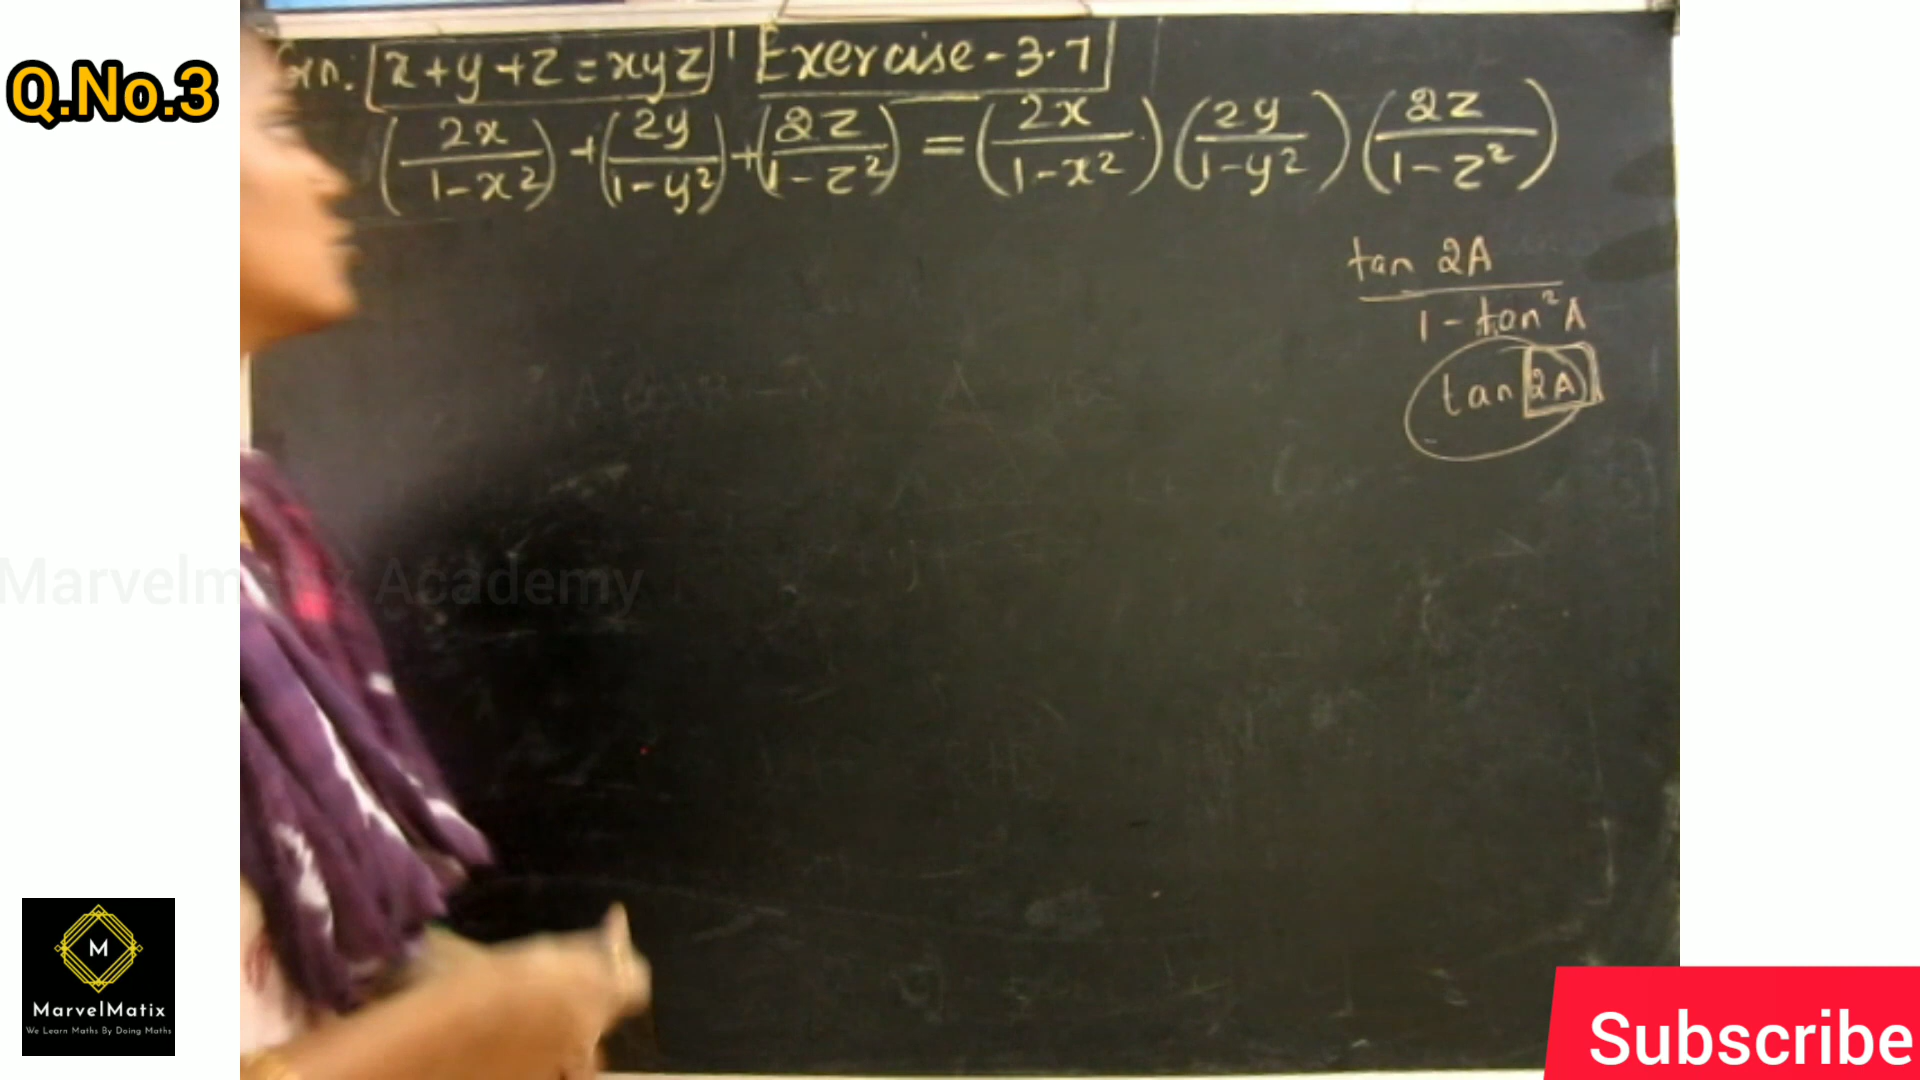 Q.No.3
Gn: x+y+z=xyz Exercise-3.7
(2x/1-x²)+(2y/1-y²)+(2z/1-z²)=(2x/1-x²)(2y/1-y²)(2z/1-z²)
tan 2A
1-tan²A
tan 2A
Marvelmatix Academy
M
MarvelMatix
We Learn Maths By Doing Maths
Subscribe